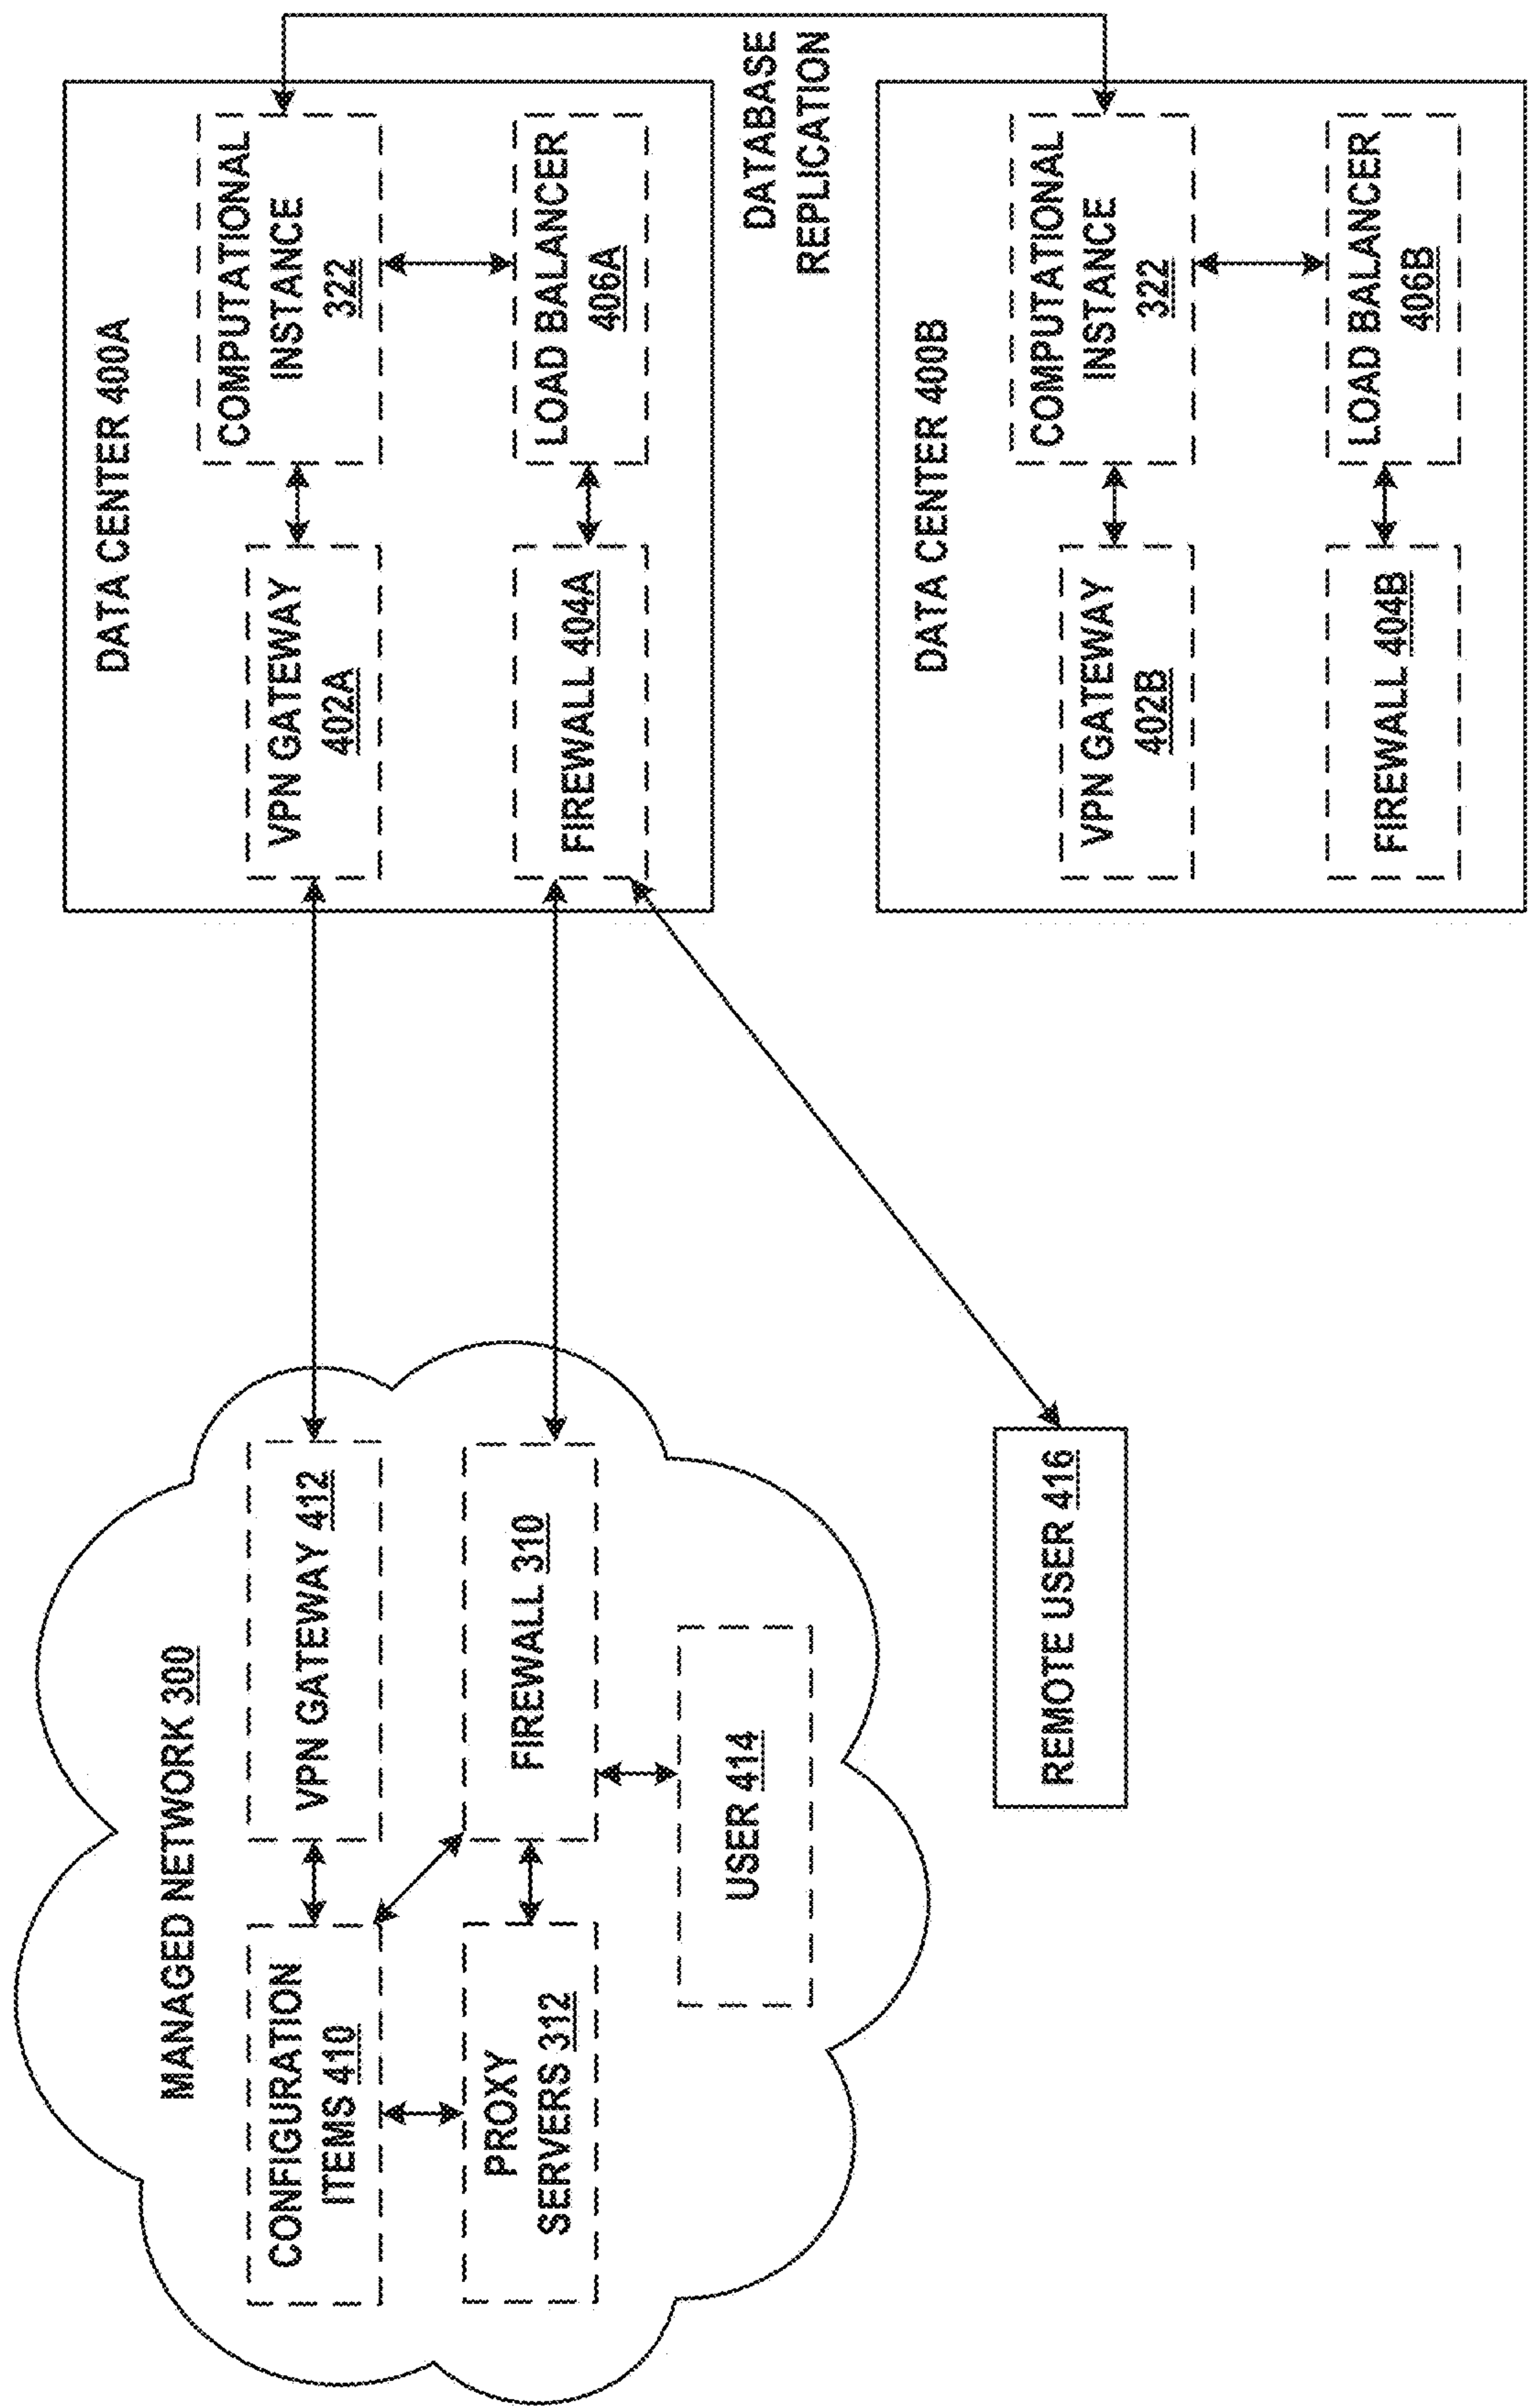 MANAGED NETWORK 300
CONFIGURATION
ITEMS 410
VPN GATEWAY 412
PROXY
SERVERS 312
FIREWALL 310
USER 414
REMOTE USER 416
DATA CENTER 400A
VPN GATEWAY
402A
COMPUTATIONAL
INSTANCE
322
FIREWALL 404A
LOAD BALANCER
406A
DATABASE
REPLICATION
DATA CENTER 400B
VPN GATEWAY
402B
COMPUTATIONAL
INSTANCE
322
FIREWALL 404B
LOAD BALANCER
406B